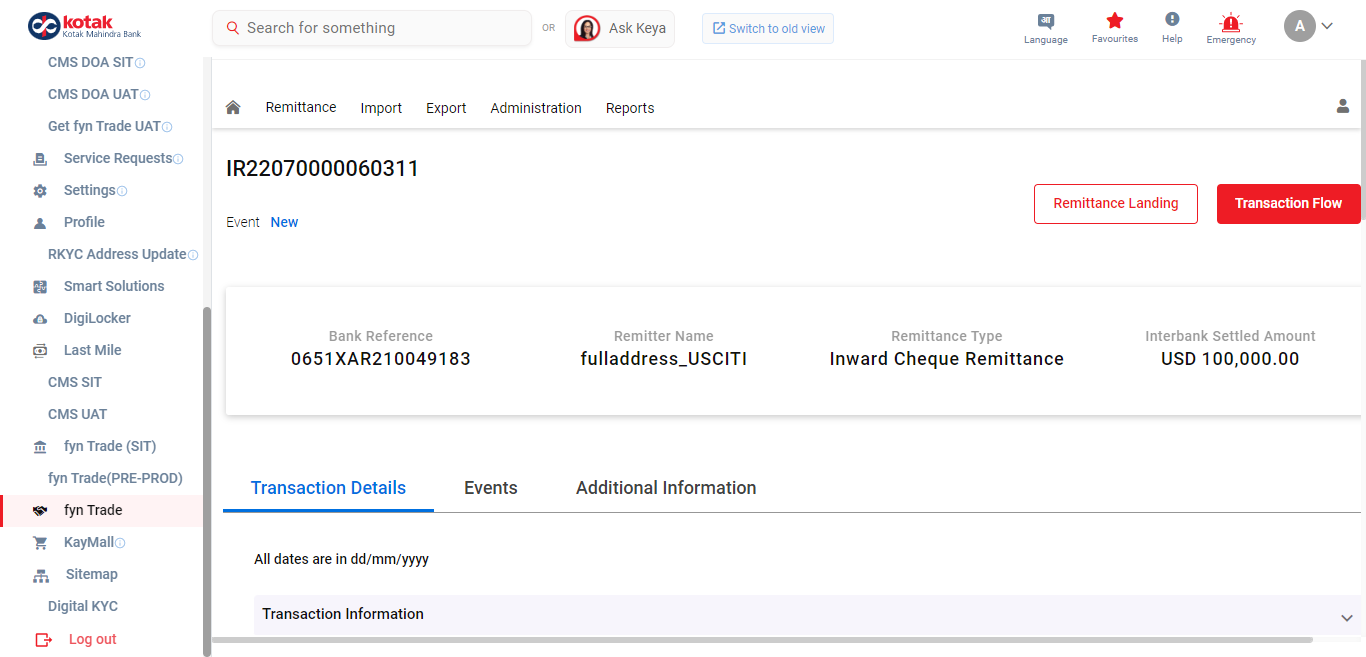 kotak
Kotak Mahindra Bank
Search for something
OR
Ask Keya
Switch to old view
अा
Language
Favourites
Help
Emergency
A
CMS DOA SIT
CMS DOA UAT
Get fyn Trade UAT
Service Requests
Settings
Profile
RKYC Address Update
Smart Solutions
DigiLocker
Last Mile
CMS SIT
CMS UAT
fyn Trade (SIT)
fyn Trade(PRE-PROD)
fyn Trade
KayMall
Sitemap
Digital KYC
Log out
Remittance Import Export Administration Reports
IR22070000060311
Event New
Remittance Landing
Transaction Flow
Bank Reference
0651XAR210049183
Remitter Name
fulladdress_USCITI
Remittance Type
Inward Cheque Remittance
Interbank Settled Amount
USD 100,000.00
Transaction Details Events Additional Information
All dates are in dd/mm/yyyy
Transaction Information